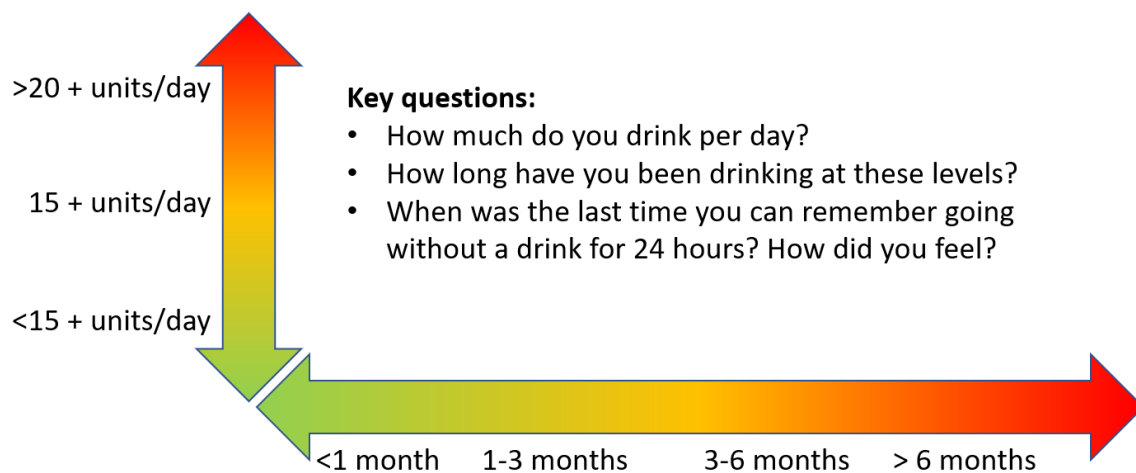 >20 + units/day
Key questions:
• How much do you drink per day?
• How long have you been drinking at these levels?
15 + units/day
• When was the last time you can remember going
without a drink for 24 hours? How did you feel?
<15 + units/day
<1 month
1-3 months
3-6 months
> 6 months